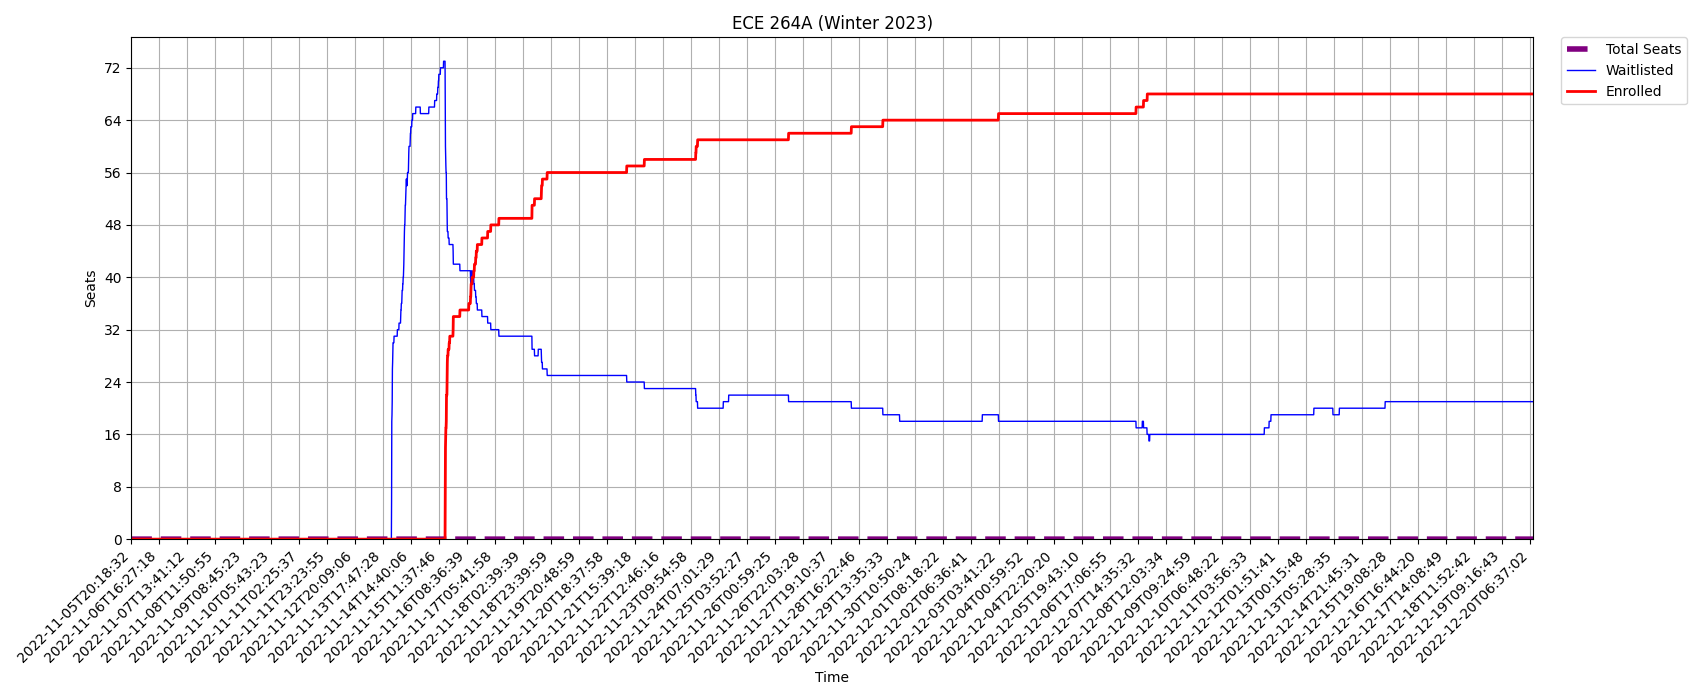 ECE 264A (Winter 2023)
Total Seats
Waitlisted
Enrolled
Seats
72
64
56
48
40
32
24
16
8
0
2022-11-05T20:18:32
2022-11-06T16:27:18
2022-11-07T13:41:12
2022-11-08T11:50:55
2022-11-09T08:45:23
2022-11-10T05:43:23
2022-11-11T02:25:37
2022-11-11T23:23:55
2022-11-12T20:09:06
2022-11-13T17:47:28
2022-11-14T14:40:06
2022-11-15T11:37:46
2022-11-16T08:36:39
2022-11-17T05:41:58
2022-11-18T02:39:39
2022-11-18T23:39:59
2022-11-19T20:48:59
2022-11-20T18:37:58
2022-11-21T15:39:18
2022-11-22T12:46:16
2022-11-23T09:54:58
2022-11-24T07:01:29
2022-11-25T03:52:27
2022-11-26T00:59:25
2022-11-26T22:03:28
2022-11-27T19:10:37
2022-11-28T16:22:46
2022-11-29T13:35:33
2022-11-30T10:50:24
2022-12-01T08:18:22
2022-12-02T06:36:41
2022-12-03T03:41:22
2022-12-04T00:59:52
2022-12-04T22:20:20
2022-12-05T19:43:10
2022-12-06T17:06:55
2022-12-07T14:35:32
2022-12-08T12:03:34
2022-12-09T09:24:59
2022-12-10T06:48:22
2022-12-11T03:56:33
2022-12-12T01:51:41
2022-12-13T00:15:48
2022-12-13T05:28:35
2022-12-14T21:45:31
2022-12-15T19:08:28
2022-12-16T16:44:20
2022-12-17T14:08:49
2022-12-18T11:52:42
2022-12-19T09:16:43
2022-12-20T06:37:02
Time